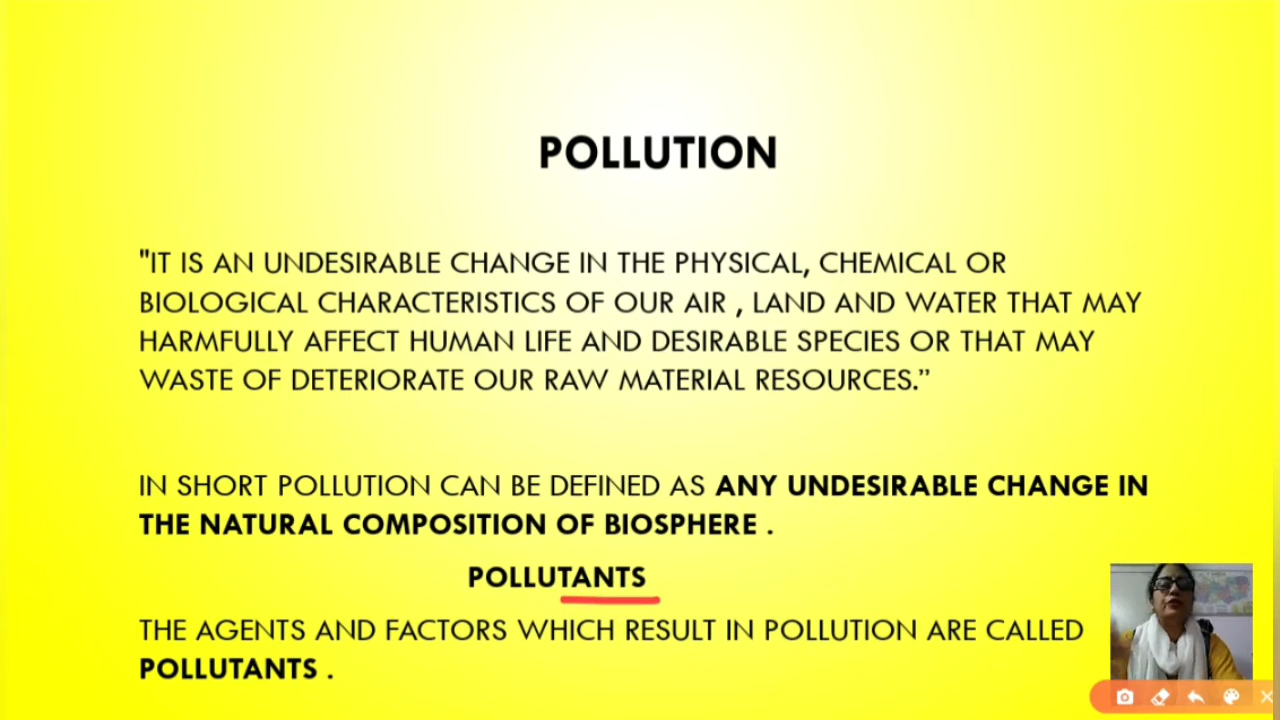 POLLUTION
"IT IS AN UNDESIRABLE CHANGE IN THE PHYSICAL, CHEMICAL OR
BIOLOGICAL CHARACTERISTICS OF OUR AIR , LAND AND WATER THAT MAY
HARMFULLY AFFECT HUMAN LIFE AND DESIRABLE SPECIES OR THAT MAY
WASTE OF DETERIORATE OUR RAW MATERIAL RESOURCES.”
IN SHORT POLLUTION CAN BE DEFINED AS ANY UNDESIRABLE CHANGE IN
THE NATURAL COMPOSITION OF BIOSPHERE .
POLLUTANTS
THE AGENTS AND FACTORS WHICH RESULT IN POLLUTION ARE CALLED
POLLUTANTS .